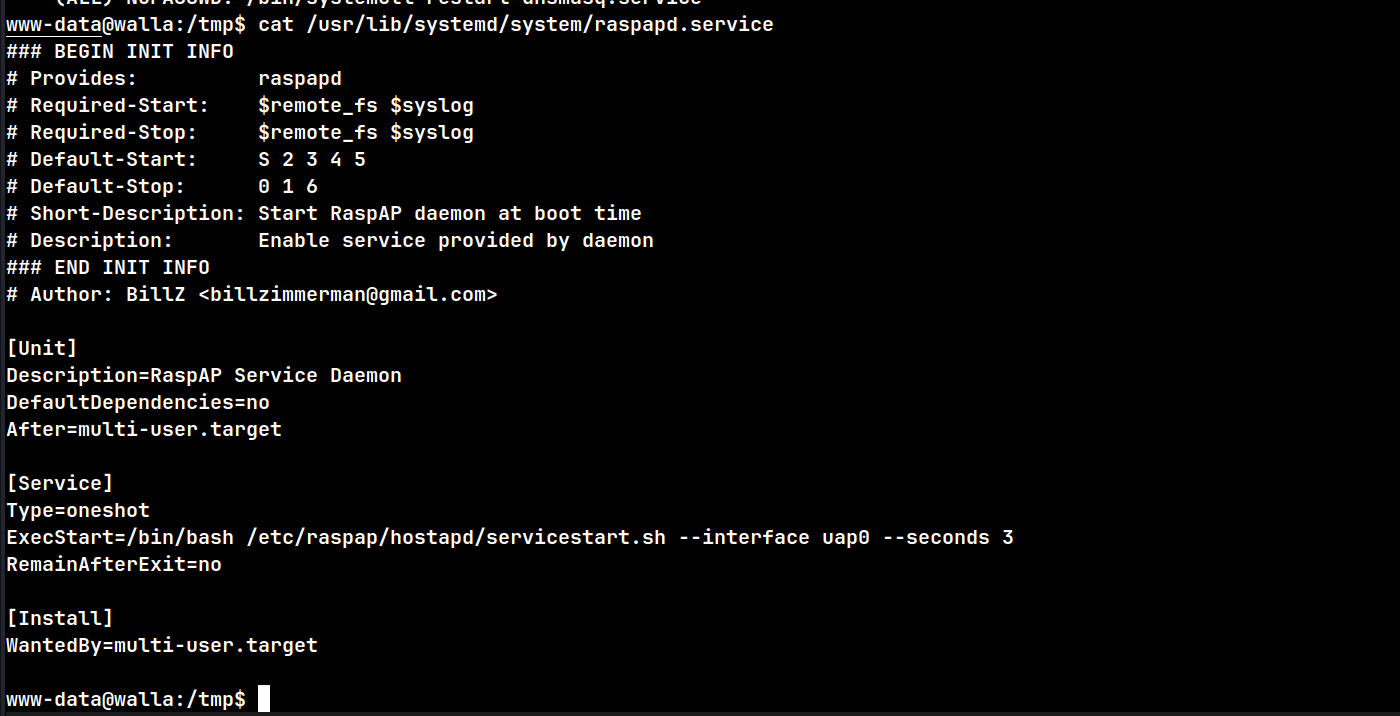 (ALL) NOPASSWD: /bin/systemctl restart dnsmasq.service
www-data@walla:/tmp$ cat /usr/lib/systemd/system/raspapd.service
### BEGIN INIT INFO
# Provides:          raspapd
# Required-Start:    $remote_fs $syslog
# Required-Stop:     $remote_fs $syslog
# Default-Start:     S 2 3 4 5
# Default-Stop:      0 1 6
# Short-Description: Start RaspAP daemon at boot time
# Description:       Enable service provided by daemon
### END INIT INFO
# Author: BillZ <billzimmerman@gmail.com>

[Unit]
Description=RaspAP Service Daemon
DefaultDependencies=no
After=multi-user.target

[Service]
Type=oneshot
ExecStart=/bin/bash /etc/raspap/hostapd/servicestart.sh --interface uap0 --seconds 3
RemainAfterExit=no

[Install]
WantedBy=multi-user.target

www-data@walla:/tmp$